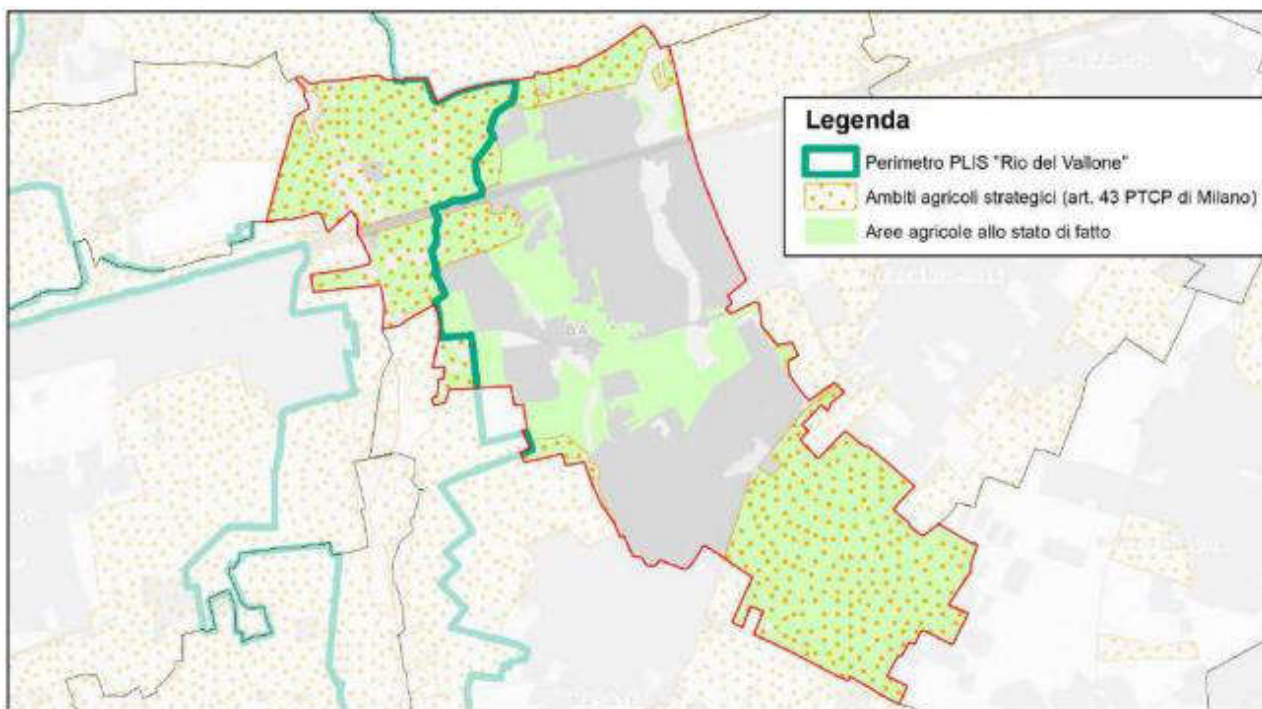 Legenda
Perimetro PLIS "Rio del Vallone"
Ambiti agricoli strategici (art. 43 PTCP di Milano)
Aree agricole allo stato di fatto